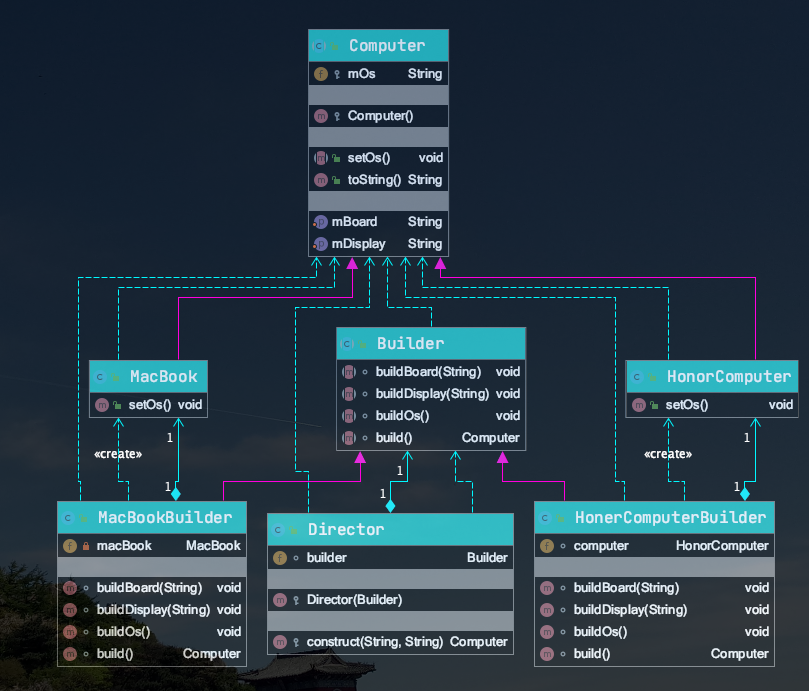 Computer
mOs String
Computer()
setOs() void
toString() String
mBoard String
mDisplay String
MacBook
setOs() void
Builder
buildBoard(String) void
buildDisplay(String) void
buildOs() void
build() Computer
HonorComputer
setOs() void
1
«create»
1
1
1
1
«create»
1
MacBookBuilder
macBook MacBook
buildBoard(String) void
buildDisplay(String) void
buildOs() void
build() Computer
Director
builder Builder
Director(Builder)
construct(String, String) Computer
HonerComputerBuilder
computer HonorComputer
buildBoard(String) void
buildDisplay(String) void
buildOs() void
build() Computer